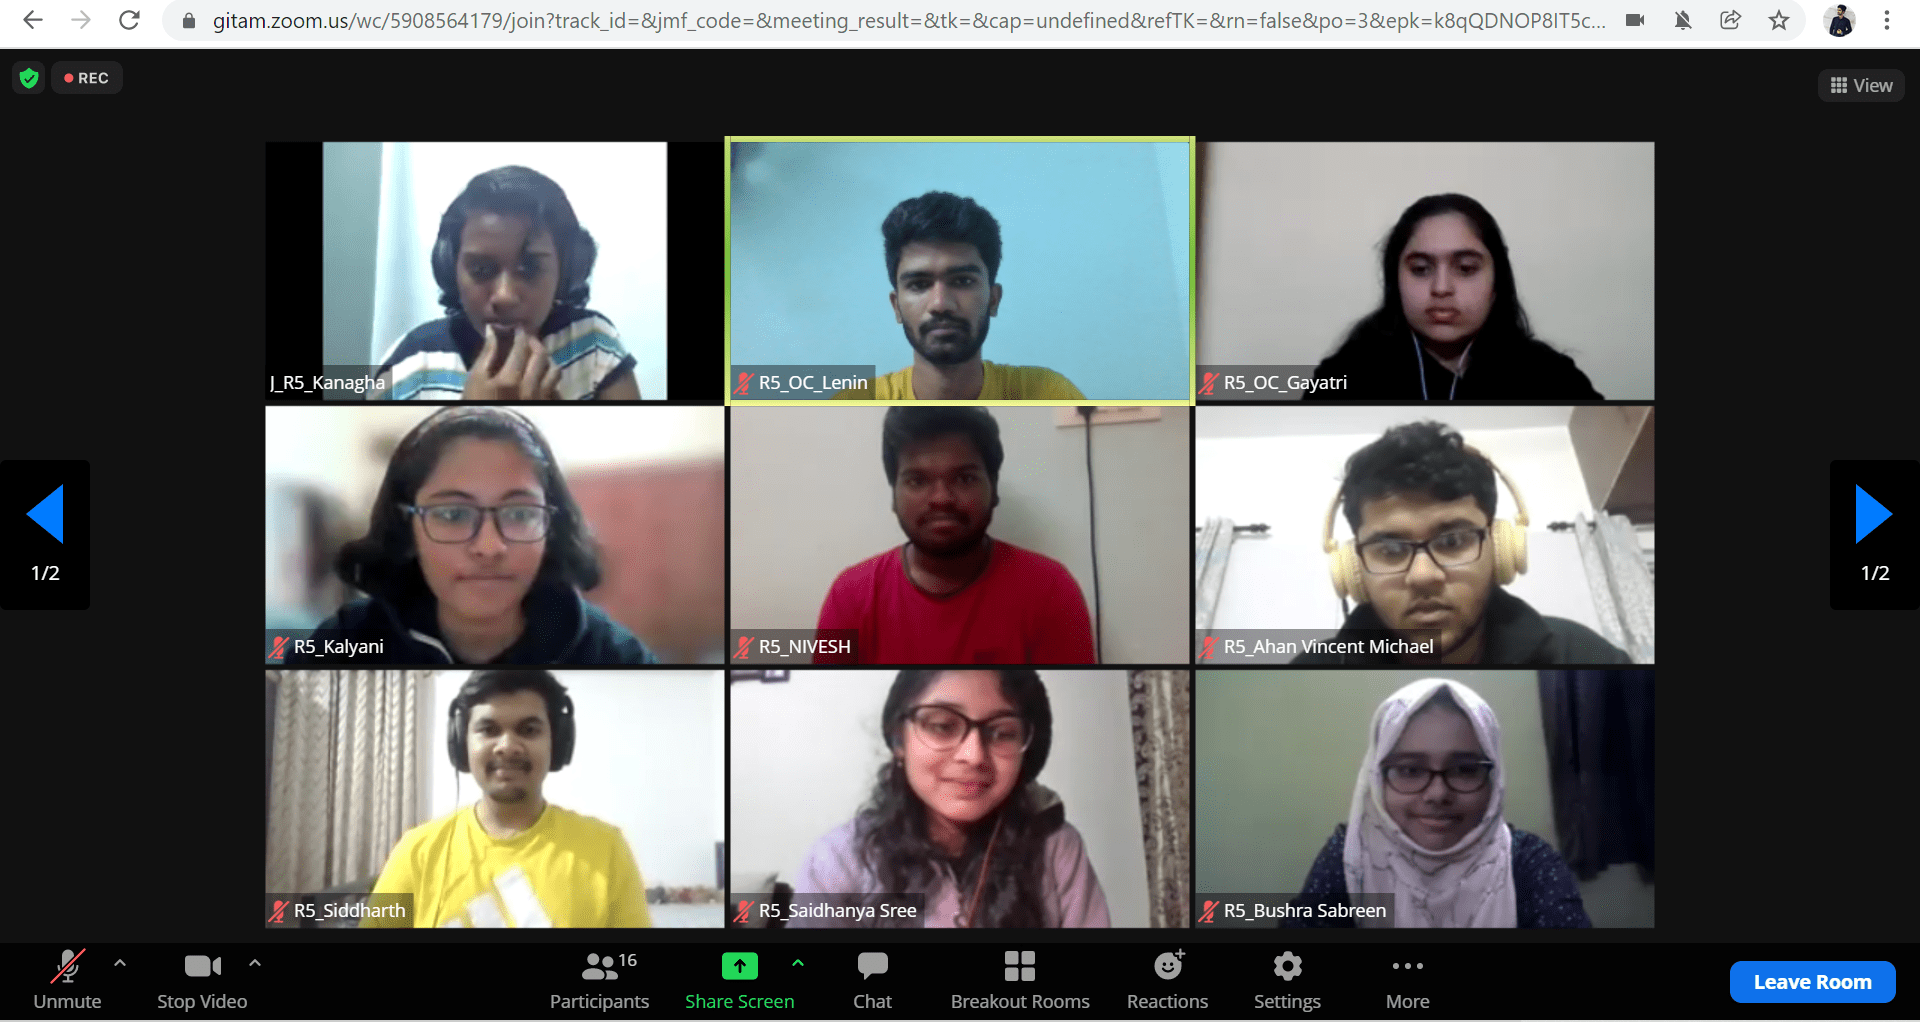 gitam.zoom.us/wc/5908564179/join?track_id=&jmf_code=&meeting_result=&tk=&cap=undefined&refTK=&rn=false&po=3&epk=k8qQDNOP8IT5c...
REC
View
J_R5_Kanagha
R5_OC_Lenin
R5_OC_Gayatri
R5_Kalyani
R5_NIVESH
R5_Ahan Vincent Michael
1/2
1/2
R5_Siddharth
R5_Saidhanya Sree
R5_Bushra Sabreen
Unmute
Stop Video
16
Participants
Share Screen
Chat
Breakout Rooms
Reactions
Settings
More
Leave Room